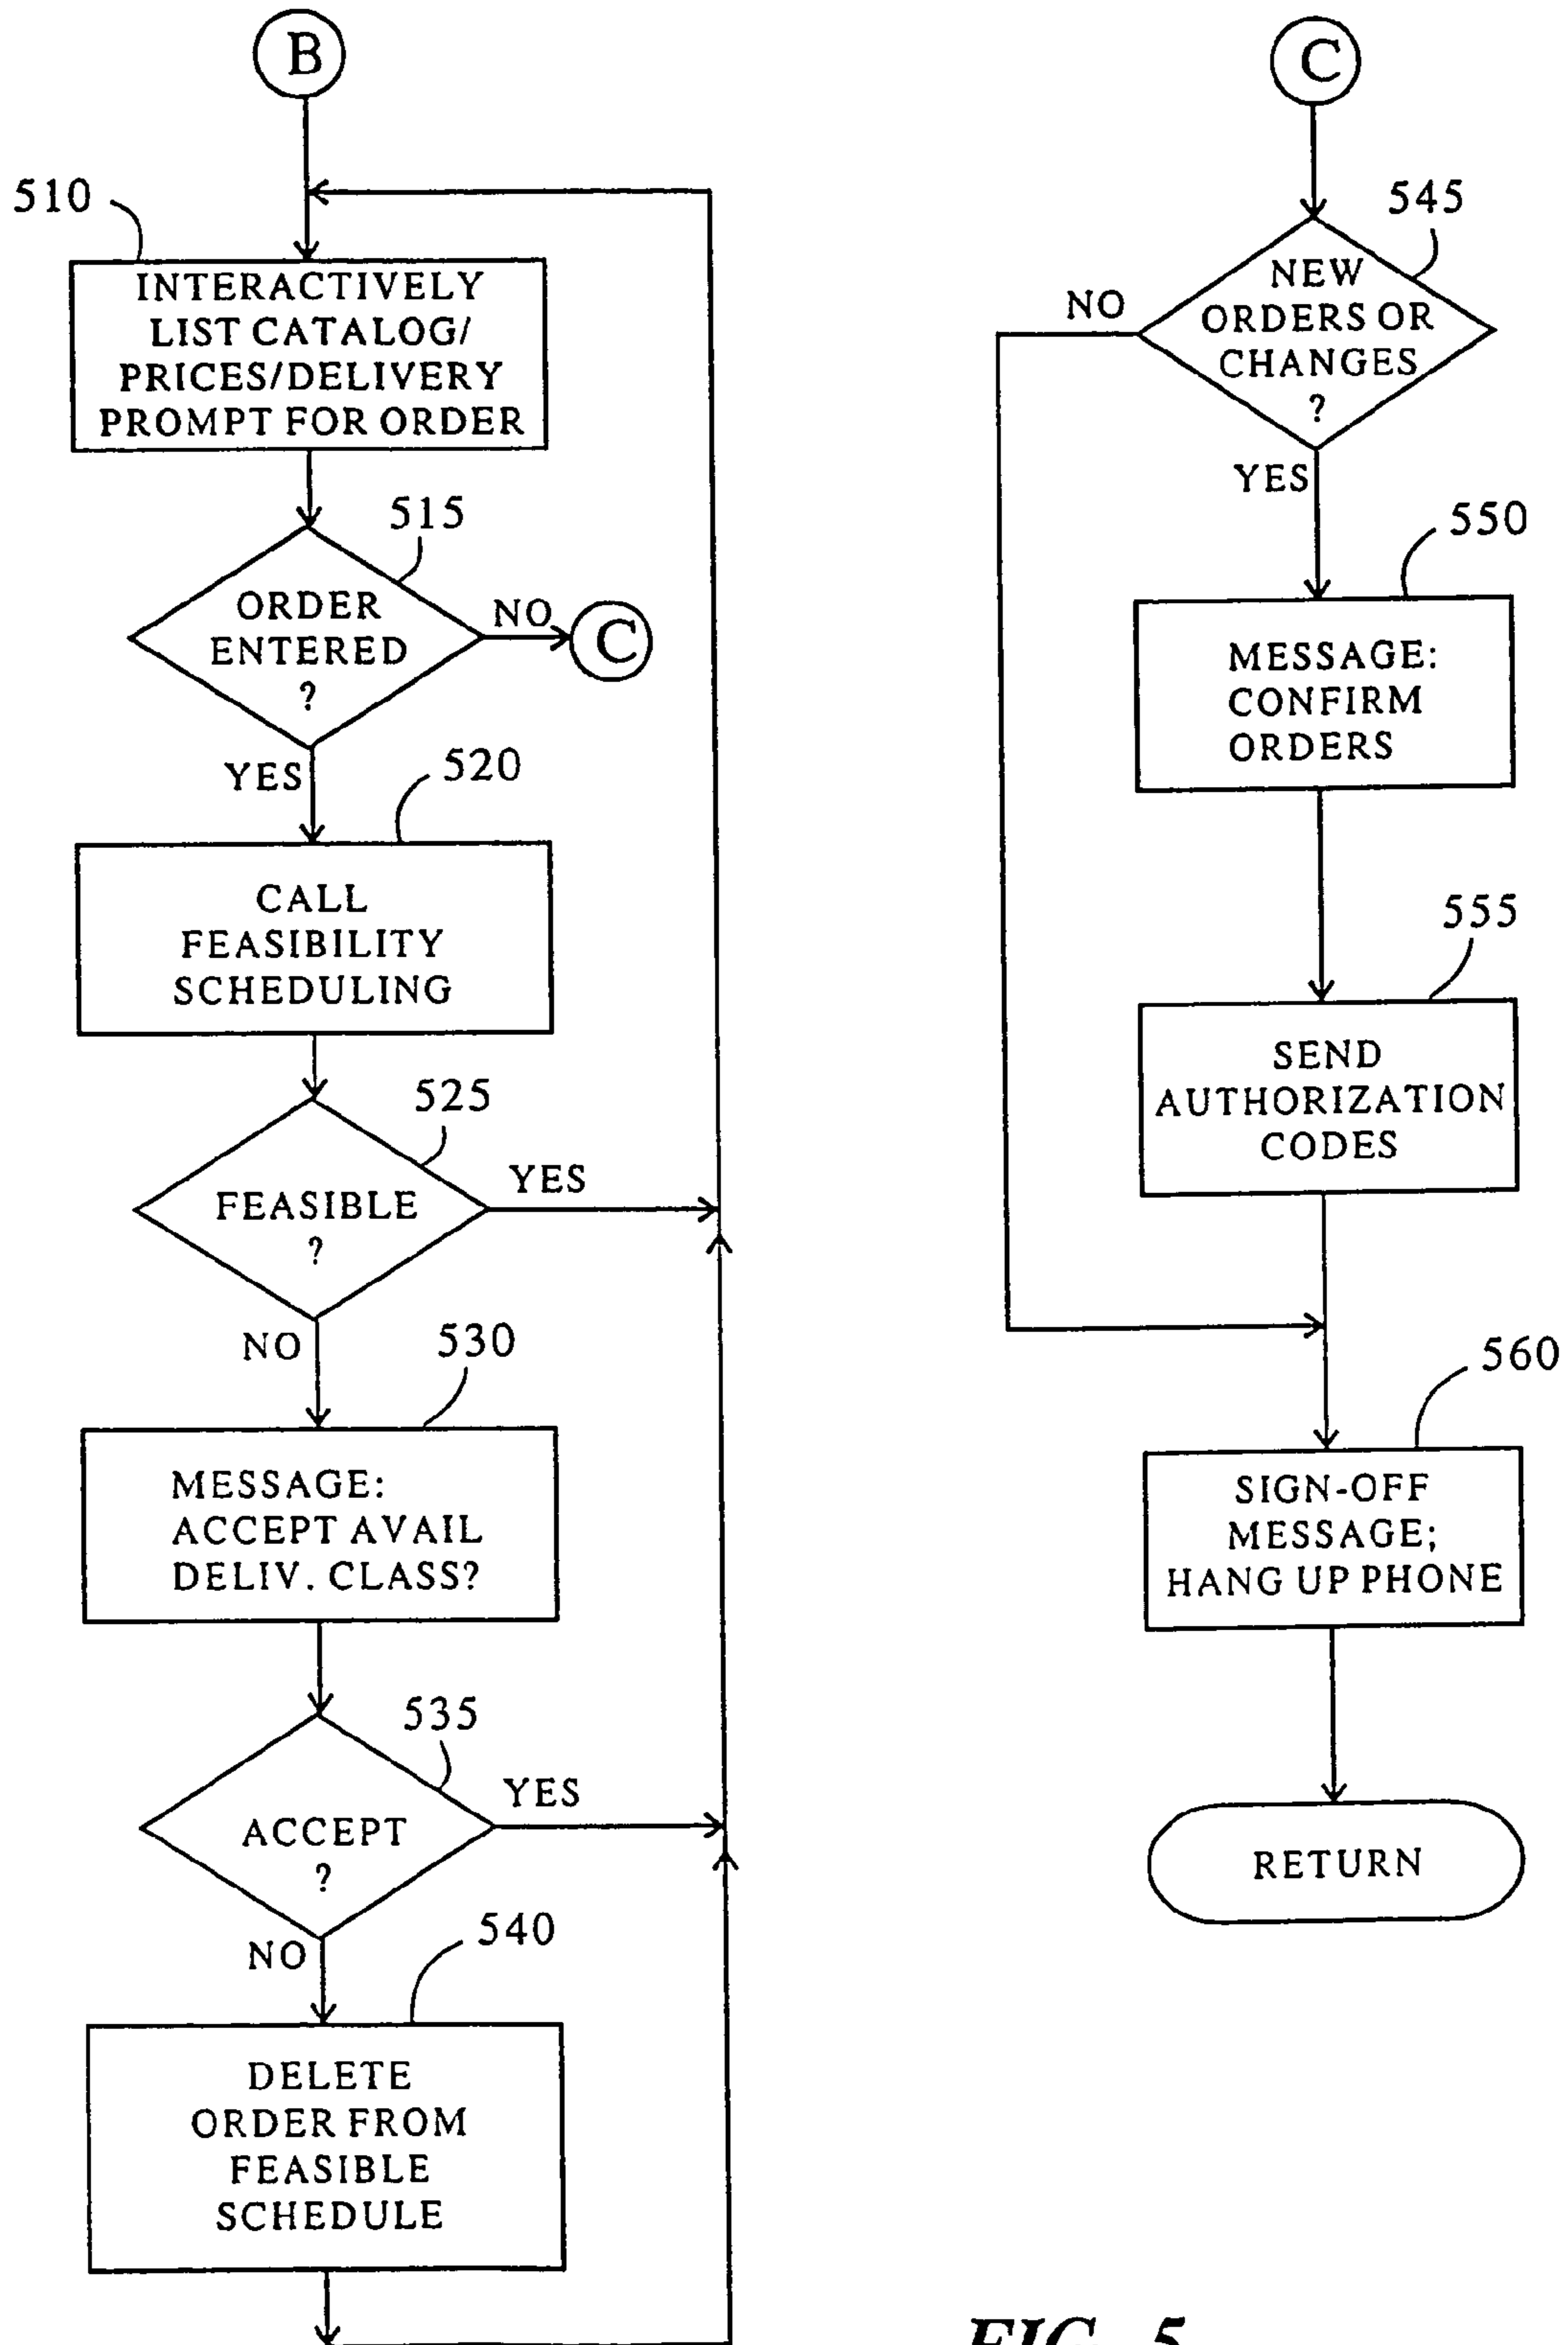 B
510
INTERACTIVELY
LIST CATALOG/
PRICES/DELIVERY
PROMPT FOR ORDER
515
ORDER
ENTERED
?
NO
C
YES
520
CALL
FEASIBILITY
SCHEDULING
525
FEASIBLE
?
YES
NO
530
MESSAGE:
ACCEPT AVAIL
DELIV. CLASS?
535
ACCEPT
?
YES
NO
540
DELETE
ORDER FROM
FEASIBLE
SCHEDULE
C
545
NEW
ORDERS OR
CHANGES
?
NO
YES
550
MESSAGE:
CONFIRM
ORDERS
555
SEND
AUTHORIZATION
CODES
560
SIGN-OFF
MESSAGE;
HANG UP PHONE
RETURN
FIG. 5